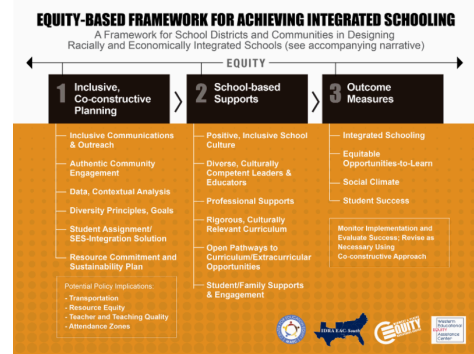 EQUITY-BASED FRAMEWORK FOR ACHIEVING INTEGRATED SCHOOLING
A Framework for School Districts and Communities in Designing
Racially and Economically Integrated Schools (see accompanying narrative)
EQUITY
1 Inclusive,
Co-constructive
Planning
Inclusive Communications
& Outreach
Authentic Community
Engagement
Data, Contextual Analysis
Diversity Principles, Goals
Student Assignment/
SES-Integration Solution
Resource Commitment and
Sustainability Plan
Potential Policy Implications:
- Transportation
- Resource Equity
- Teacher and Teaching Quality
- Attendance Zones
2 School-based
Supports
Positive, Inclusive School
Culture
Diverse, Culturally
Competent Leaders &
Educators
Professional Supports
Rigorous, Culturally
Relevant Curriculum
Open Pathways to
Curriculum/Extracurricular
Opportunities
Student/Family Supports
& Engagement
3 Outcome
Measures
Integrated Schooling
Equitable
Opportunities-to-Learn
Social Climate
Student Success
Monitor Implementation and
Evaluate Success; Revise as
Necessary Using
Co-constructive Approach
IDRA EAC-South
EQUITY
Western
Educational
EQUITY
Assistance
Center